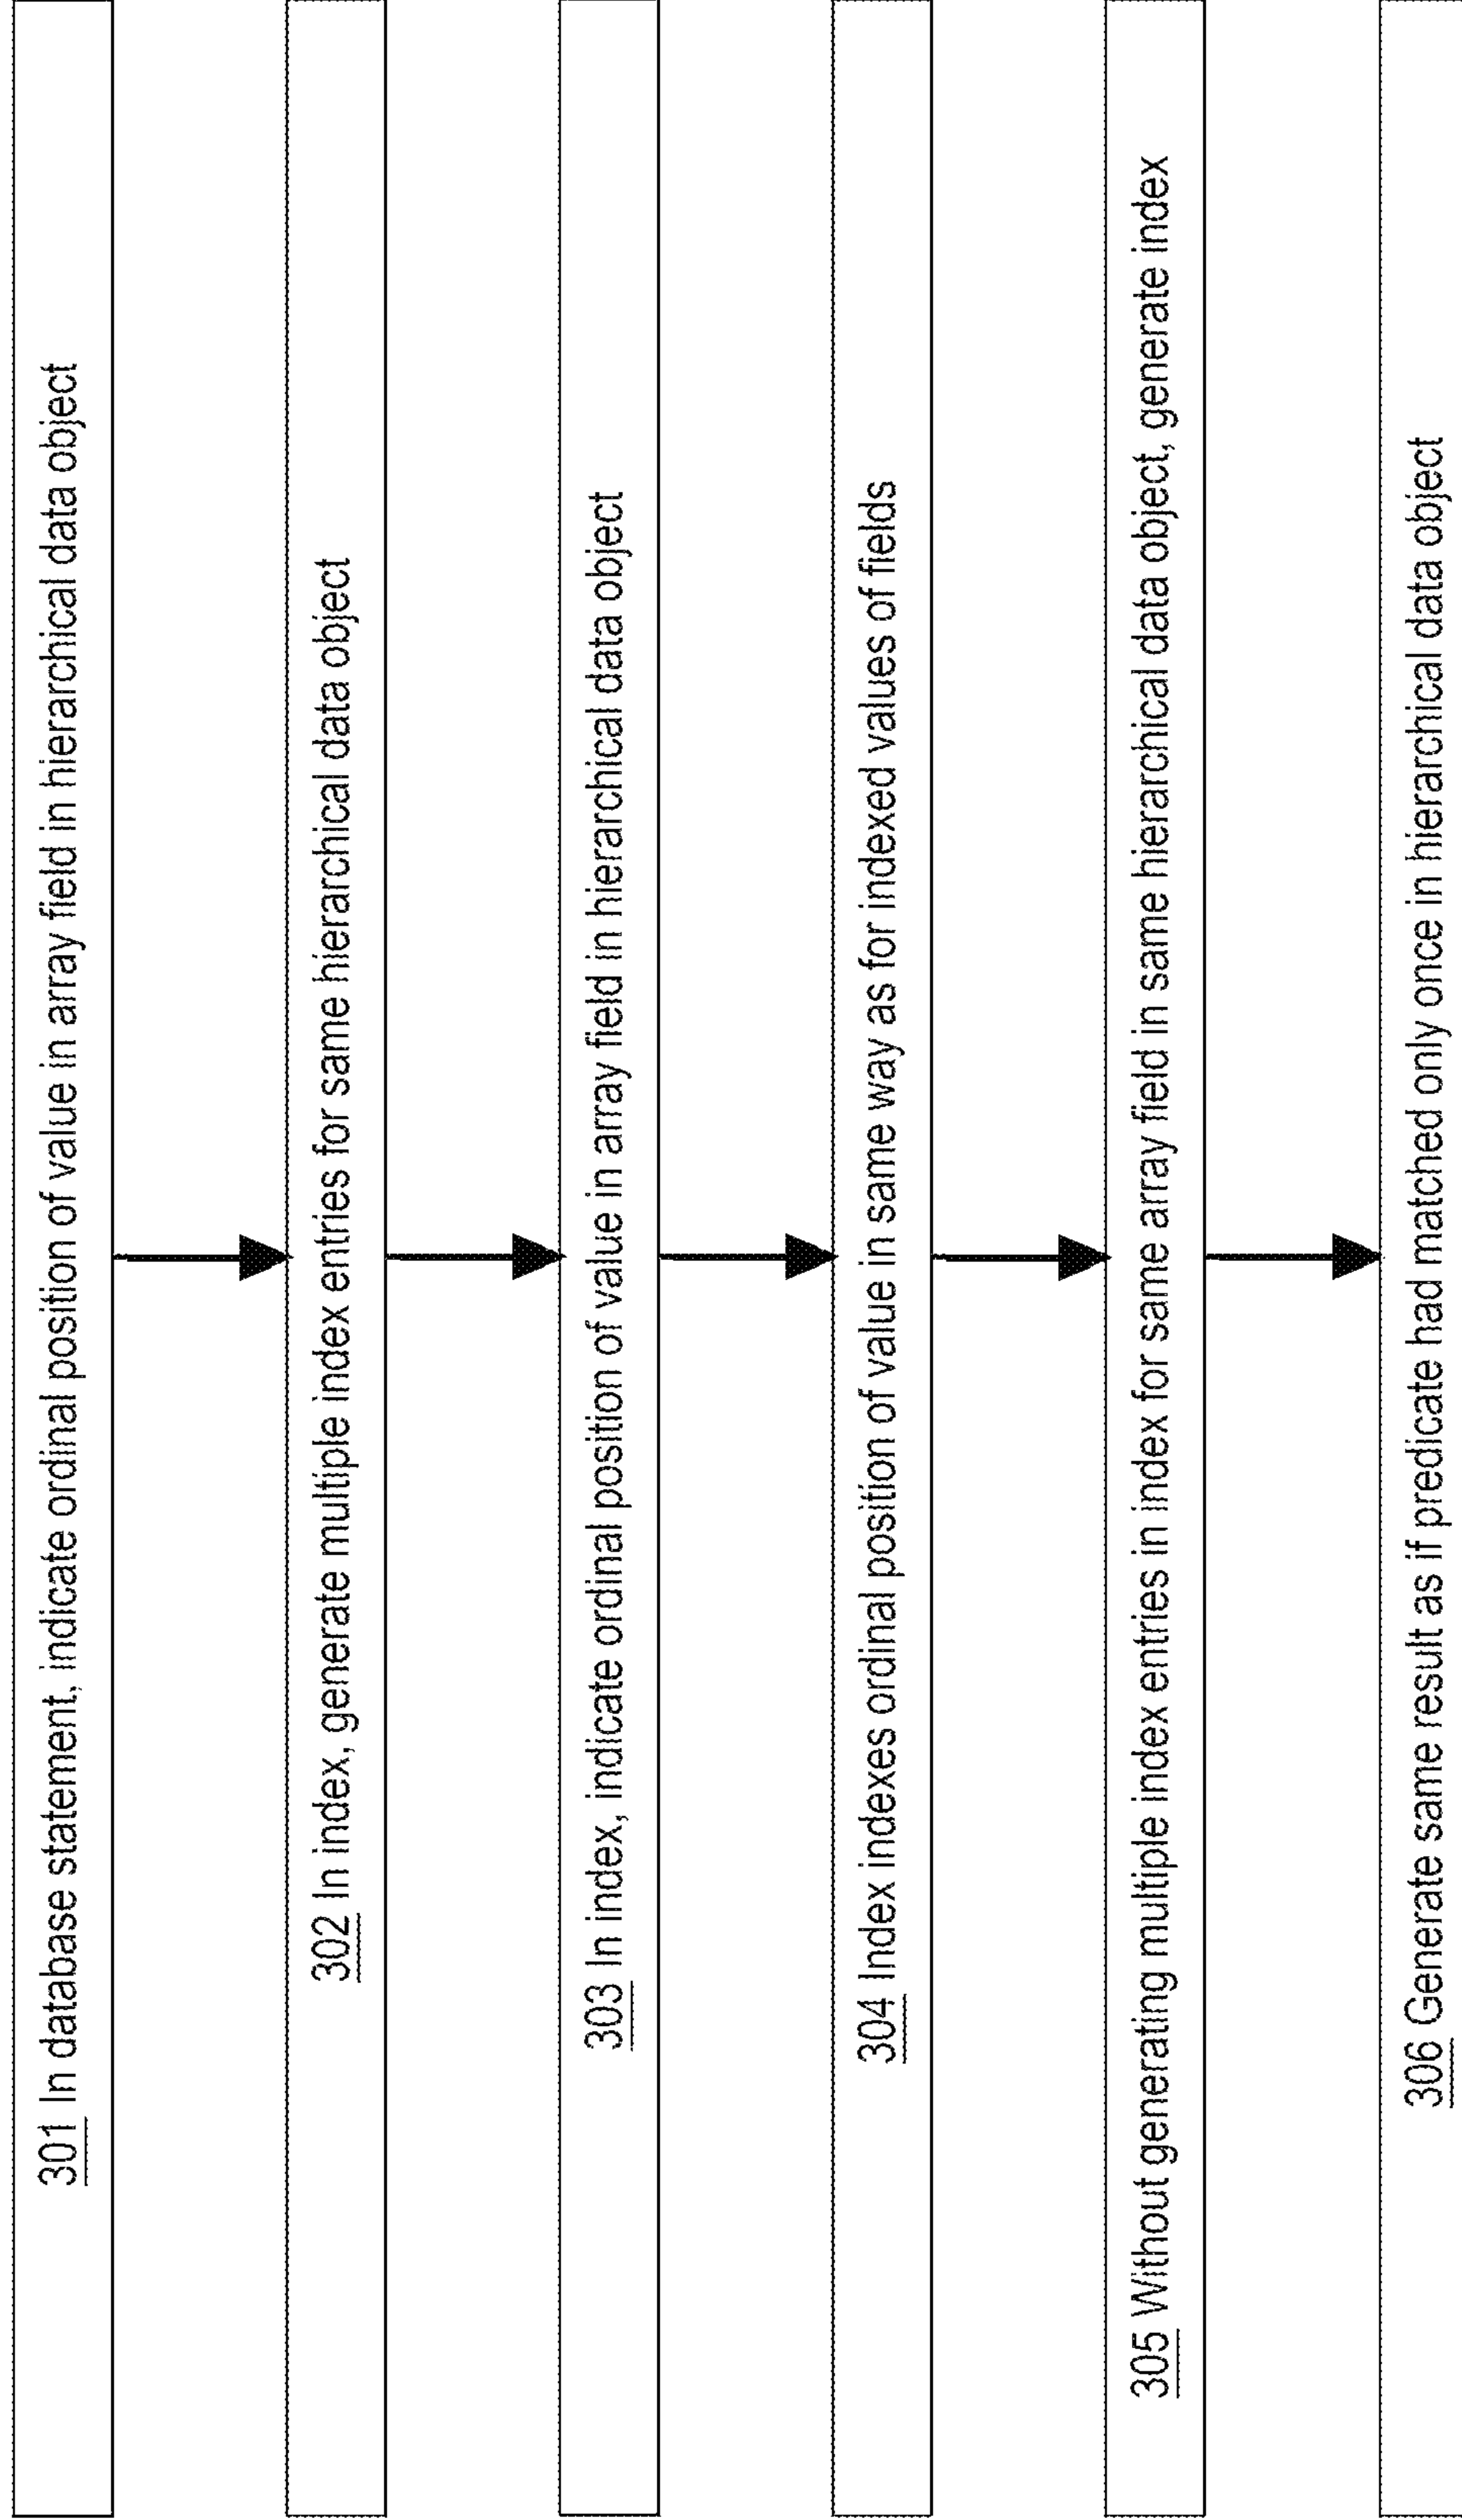 301 In database statement, indicate ordinal position of value in array field in hierarchical data object
302 In index, generate multiple index entries for same hierarchical data object
303 In index, indicate ordinal position of value in array field in hierarchical data object
304 Index indexes ordinal position of value in same way as for indexed values of fields
305 Without generating multiple index entries in index for same array field in same hierarchical data object, generate index
306 Generate same result as if predicate had matched only once in hierarchical data object